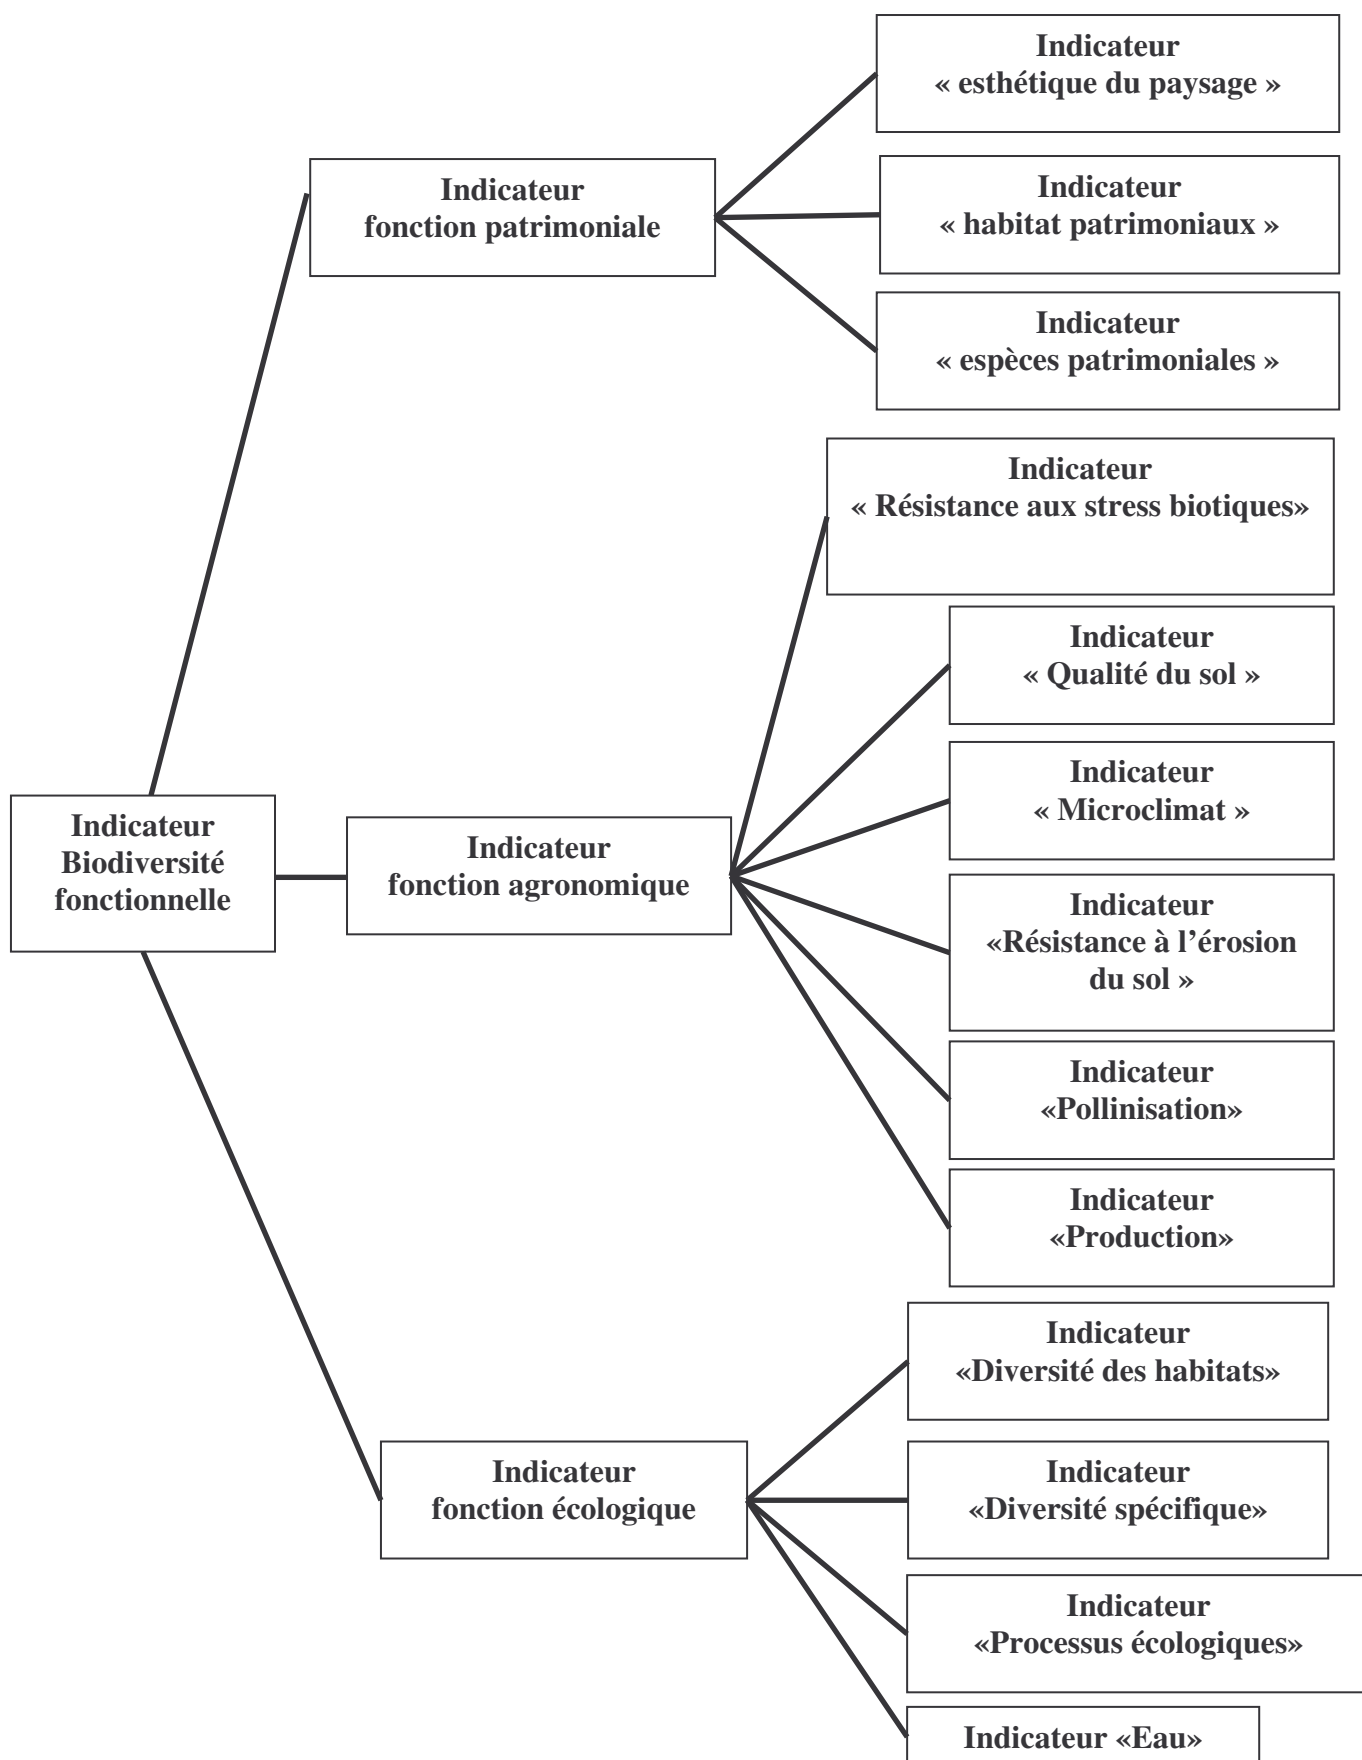 Indicateur
« esthétique du paysage »
Indicateur
fonction patrimoniale
Indicateur
« habitat patrimoniaux »
Indicateur
« espèces patrimoniales »
Indicateur
« Résistance aux stress biotiques»
Indicateur
« Qualité du sol »
Indicateur
« Microclimat »
Indicateur
Biodiversité
fonctionnelle
Indicateur
fonction agronomique
Indicateur
«Résistance à l’érosion
du sol »
Indicateur
«Pollinisation»
Indicateur
«Production»
Indicateur
«Diversité des habitats»
Indicateur
fonction écologique
Indicateur
«Diversité spécifique»
Indicateur
«Processus écologiques»
Indicateur «Eau»